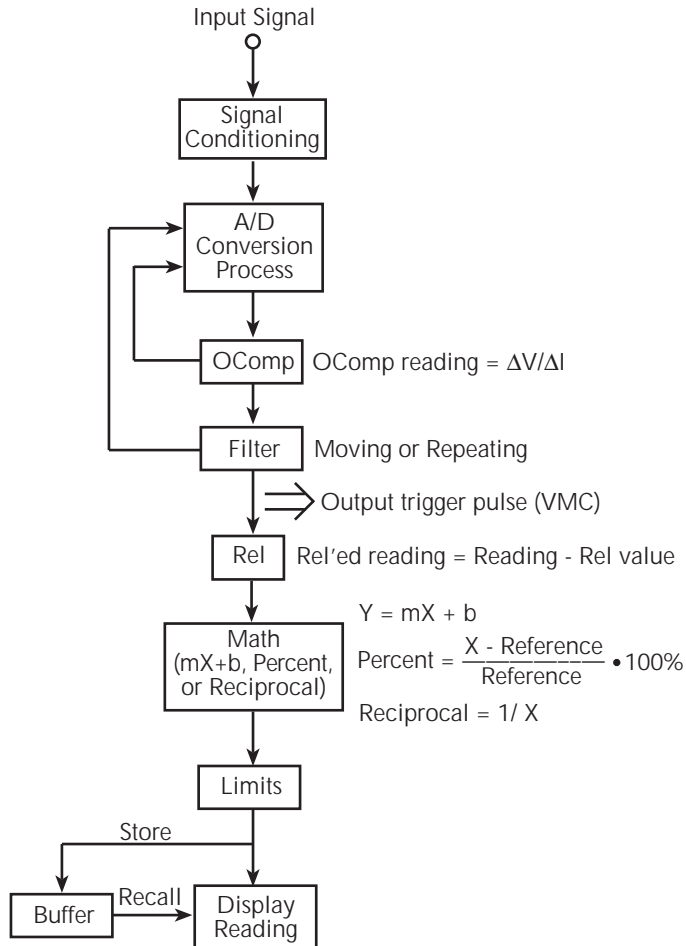 Input Signal
Signal
Conditioning
A/D
Conversion
Process
OComp
OComp reading = ΔV/ΔI
Filter
Moving or Repeating
Output trigger pulse (VMC)
Rel
Rel'ed reading = Reading - Rel value
Math
(mX+b, Percent,
or Reciprocal)
Y = mX + b
Percent = X - Reference / Reference • 100%
Reciprocal = 1/ X
Limits
Store
Buffer
Recall
Display
Reading